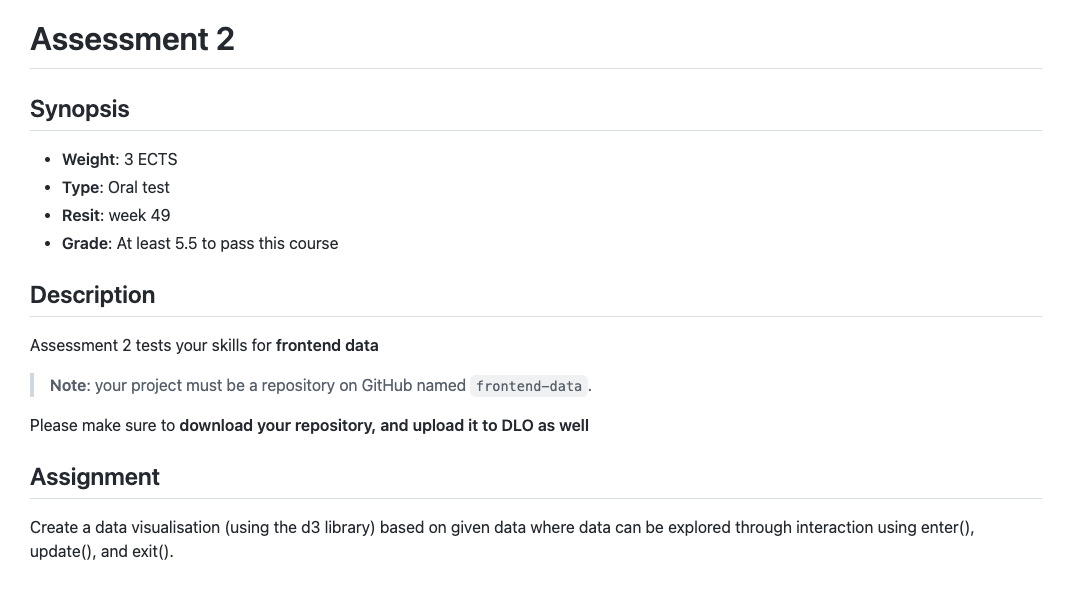 Assessment 2
Synopsis
Weight: 3 ECTS
Type: Oral test
Resit: week 49
Grade: At least 5.5 to pass this course
Description
Assessment 2 tests your skills for frontend data
Note: your project must be a repository on GitHub named frontend-data.
Please make sure to download your repository, and upload it to DLO as well
Assignment
Create a data visualisation (using the d3 library) based on given data where data can be explored through interaction using enter(),
update(), and exit().